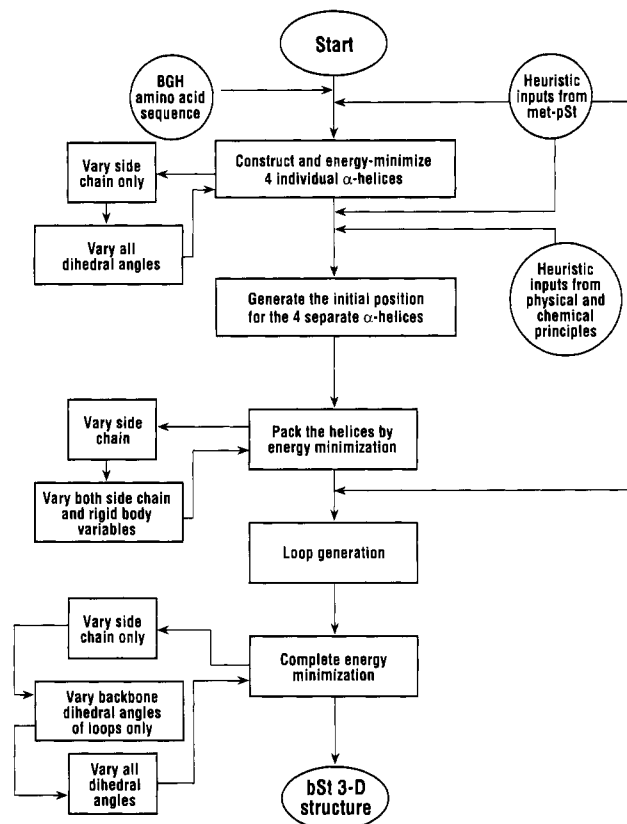 Start
BGH
amino acid
sequence
Heuristic
inputs from
met-pSt
Construct and energy-minimize
4 individual α-helices
Vary side
chain only
Vary all
dihedral angles
Heuristic
inputs from
physical and
chemical
principles
Generate the initial position
for the 4 separate α-helices
Vary side
chain
Pack the helices by
energy minimization
Vary both side chain
and rigid body
variables
Loop generation
Vary side
chain only
Complete energy
minimization
Vary backbone
dihedral angles
of loops only
Vary all
dihedral
angles
bSt 3-D
structure